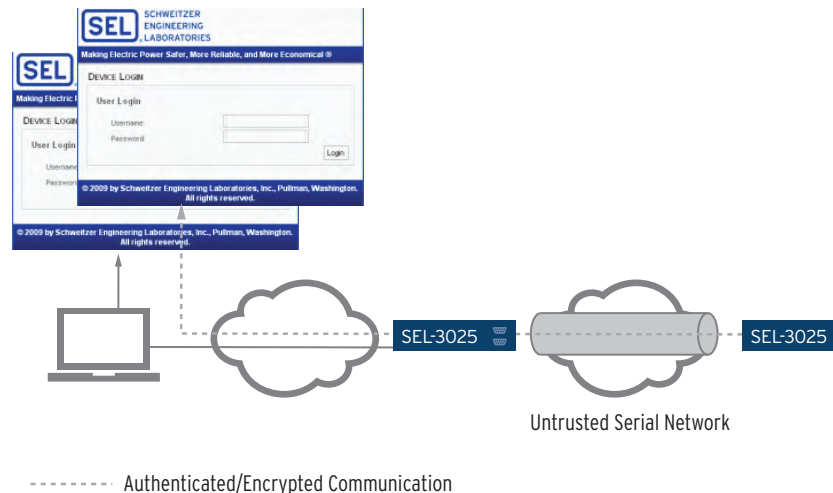 SEL
SCHWEITZER
ENGINEERING
LABORATORIES
Making Electric Power Safer, More Reliable, and More Economical ®
DEVICE LOGIN
User Login
Username:
Password:
Login
© 2009 by Schweitzer Engineering Laboratories, Inc., Pullman, Washington.
All rights reserved.
SEL
Making Electric
DEVICE LOGIN
User Login
Username
Password
© 2009 by Schweitzer Engineering Laboratories, Inc., Pullman, Washington.
All rights reserved.
SEL-3025
SEL-3025
Untrusted Serial Network
Authenticated/Encrypted Communication